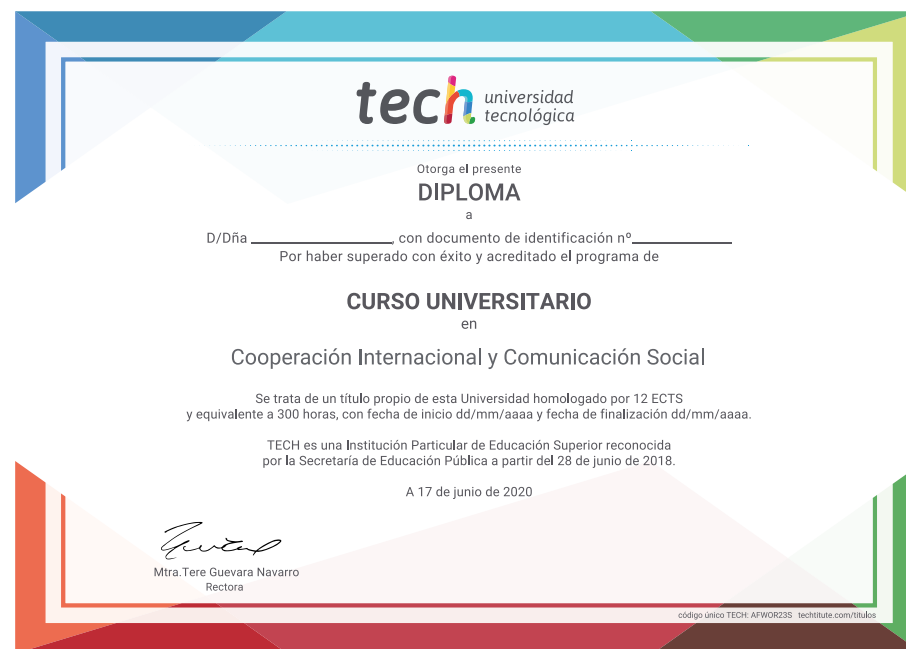 tech universidad
tecnológica
Otorga el presente
DIPLOMA
a
D/Dña ____________________, con documento de identificación nº______________
Por haber superado con éxito y acreditado el programa de
CURSO UNIVERSITARIO
en
Cooperación Internacional y Comunicación Social
Se trata de un título propio de esta Universidad homologado por 12 ECTS
y equivalente a 300 horas, con fecha de inicio dd/mm/aaaa y fecha de finalización dd/mm/aaaa.
TECH es una Institución Particular de Educación Superior reconocida
por la Secretaría de Educación Pública a partir del 28 de junio de 2018.
A 17 de junio de 2020
Mtra.Tere Guevara Navarro
Rectora
código único TECH: AFWOR23S techtitute.com/titulos